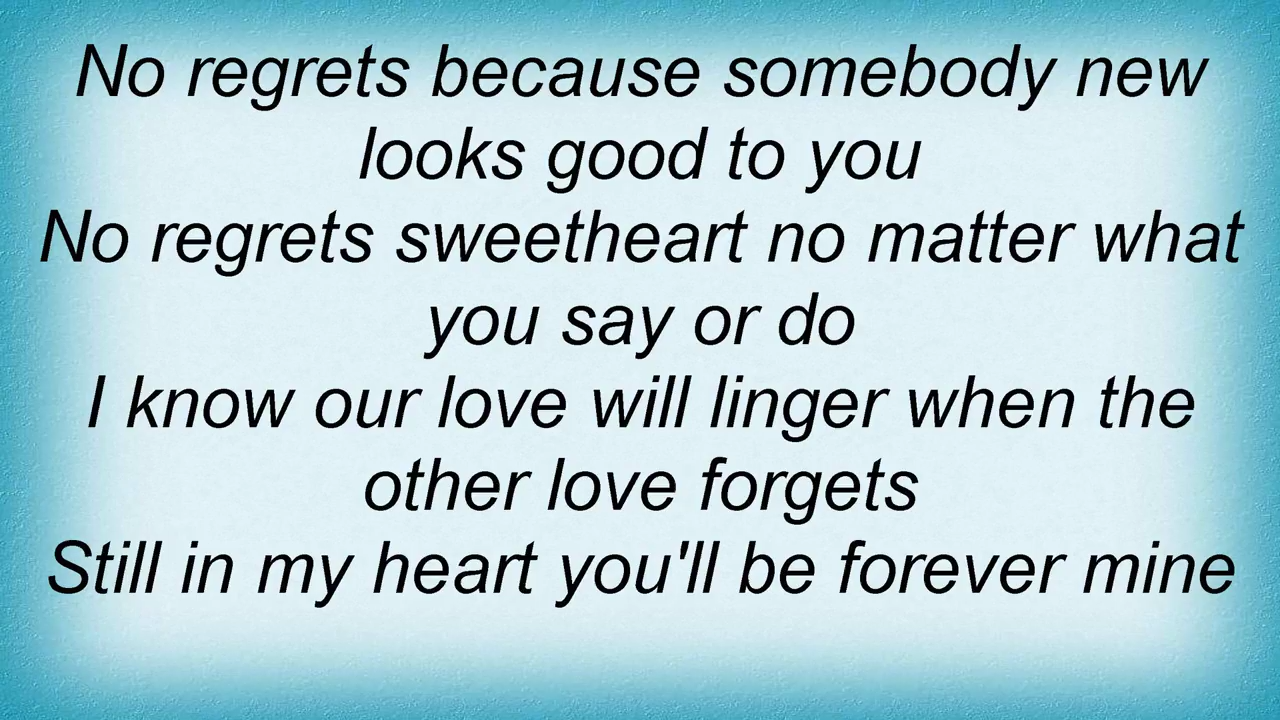 No regrets because somebody new
looks good to you
No regrets sweetheart no matter what
you say or do
I know our love will linger when the
other love forgets
Still in my heart you'll be forever mine